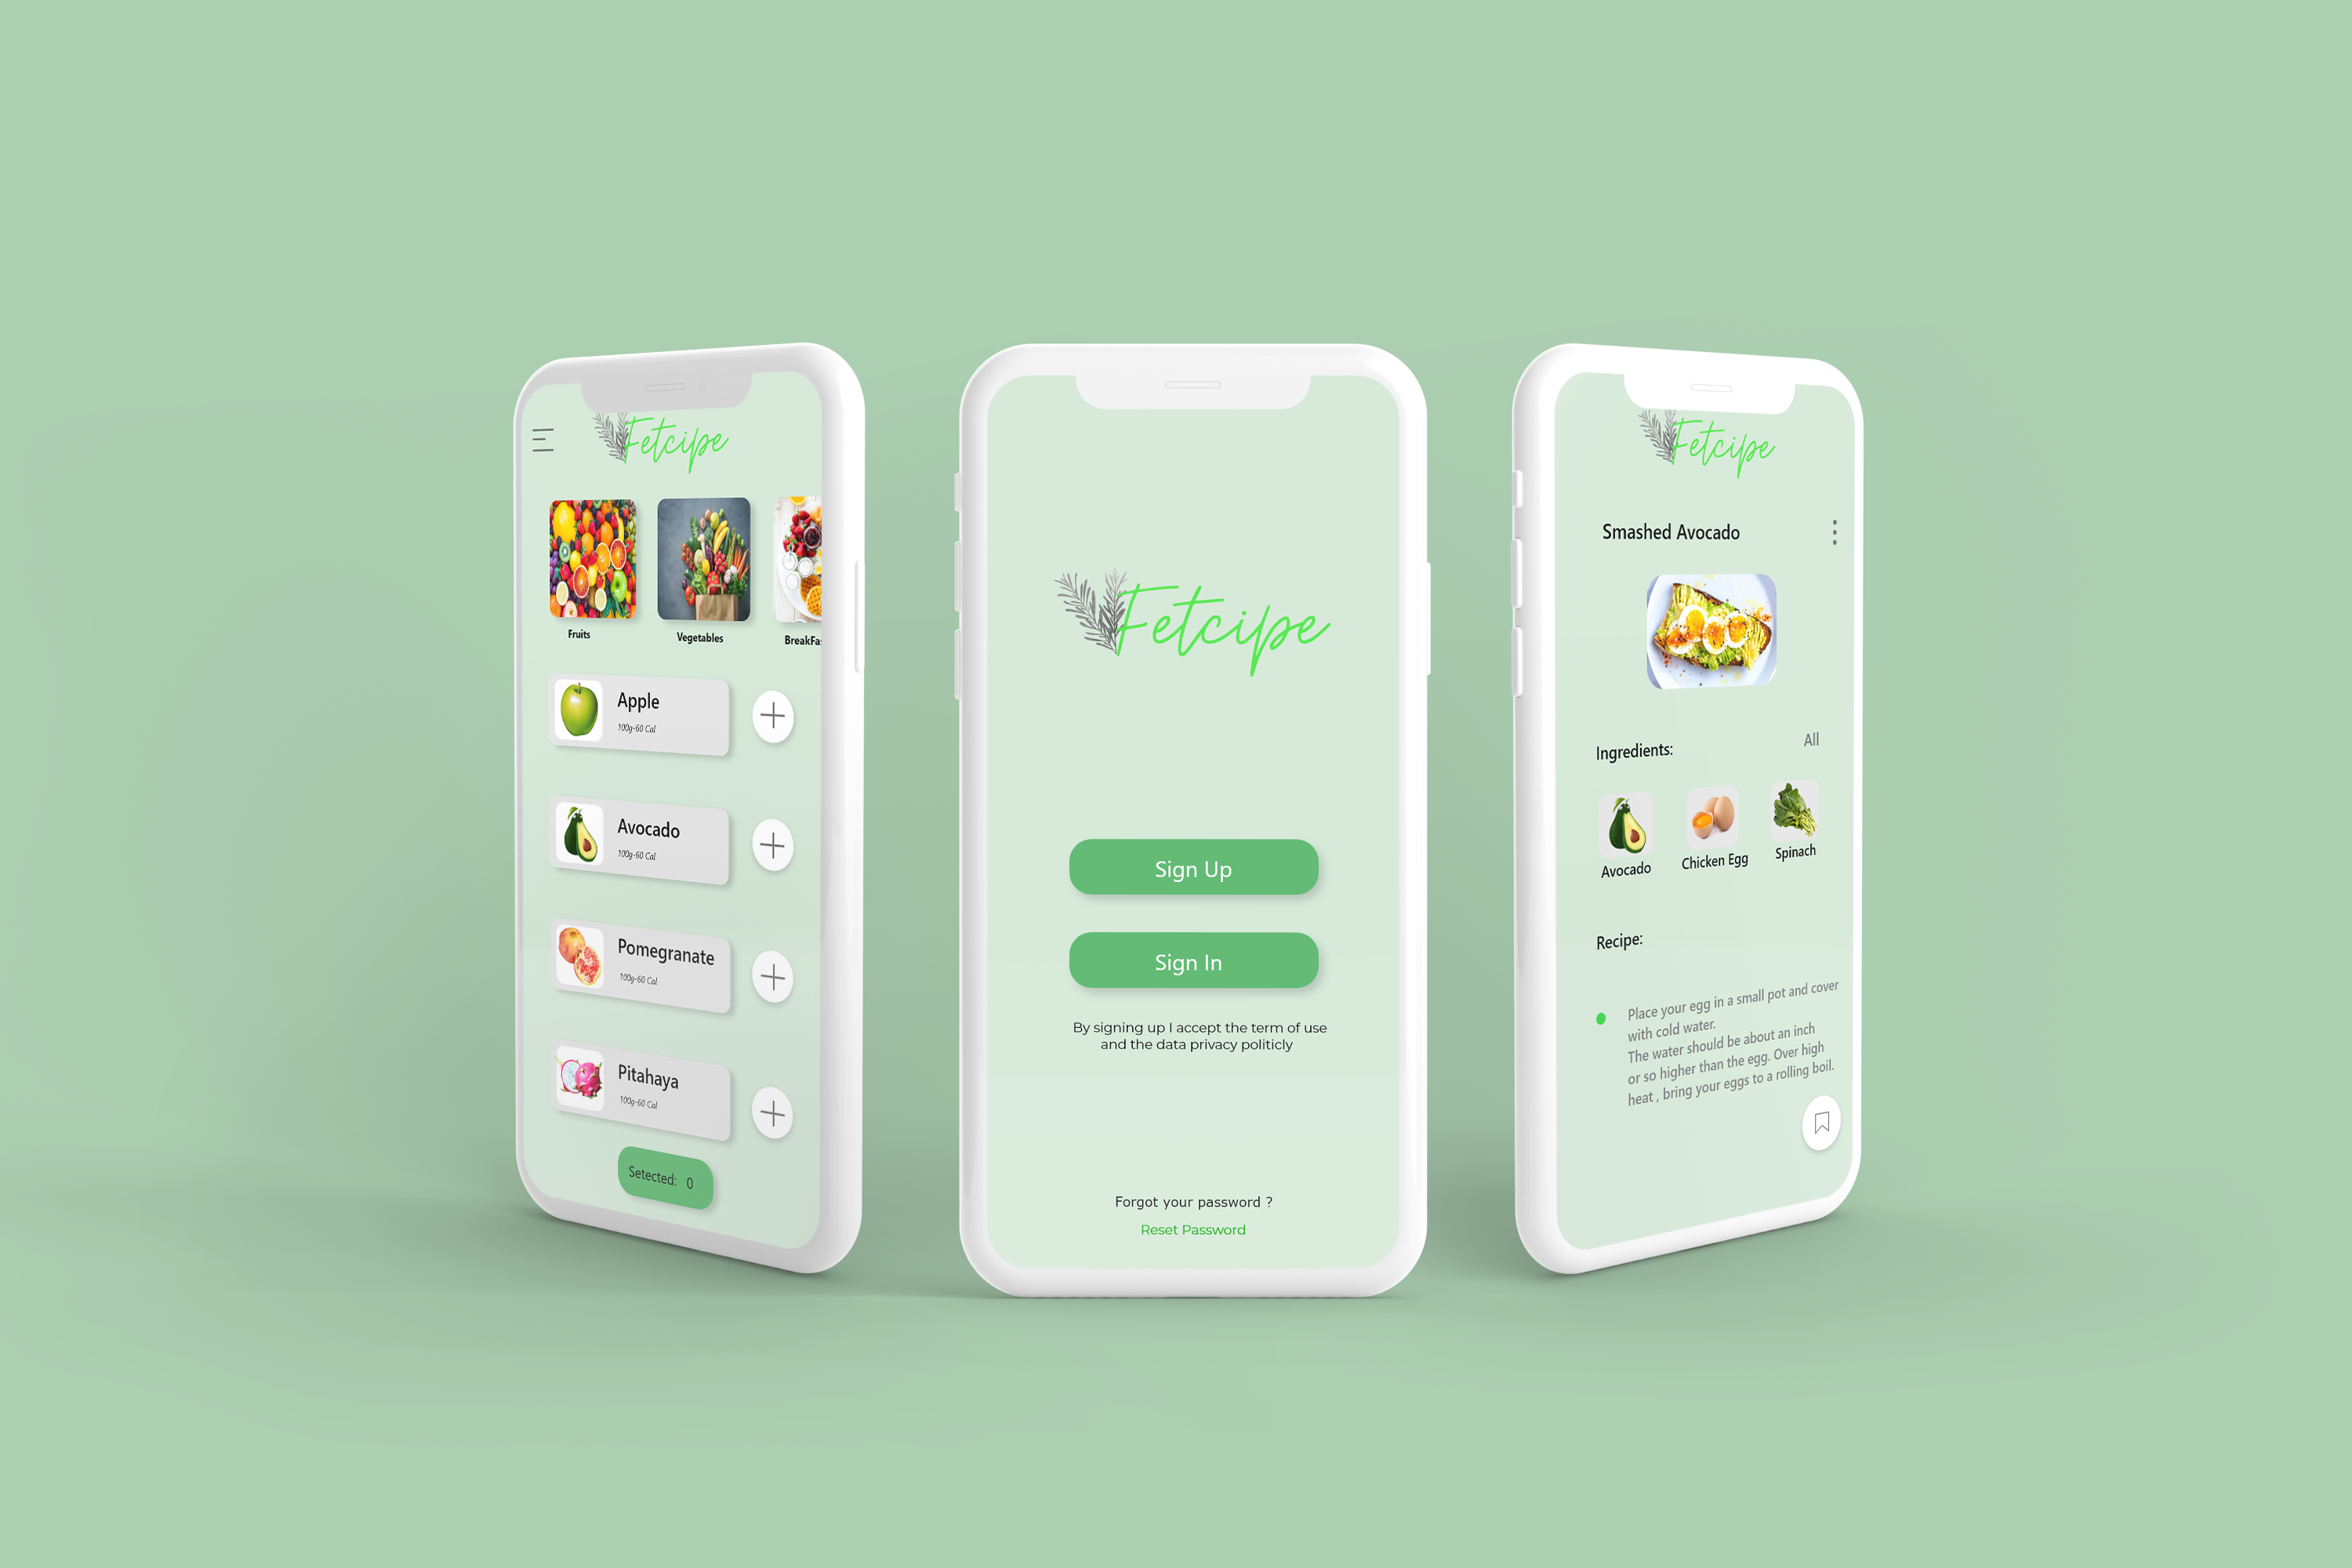 Fetcipe
Fruits
Vegetables
BreakFas
Apple
100g-60 Cal
Avocado
100g-60 Cal
Pomegranate
100g-60 Cal
Pitahaya
100g-60 Cal
Setected: 0
Fetcipe
Sign Up
Sign In
By signing up I accept the term of use
and the data privacy politicly
Forgot your password ?
Reset Password
Fetcipe
Smashed Avocado
Ingredients:
All
Avocado
Chicken Egg
Spinach
Recipe:
Place your egg in a small pot and cover
with cold water.
The water should be about an inch
or so higher than the egg. Over high
heat , bring your eggs to a rolling boil.